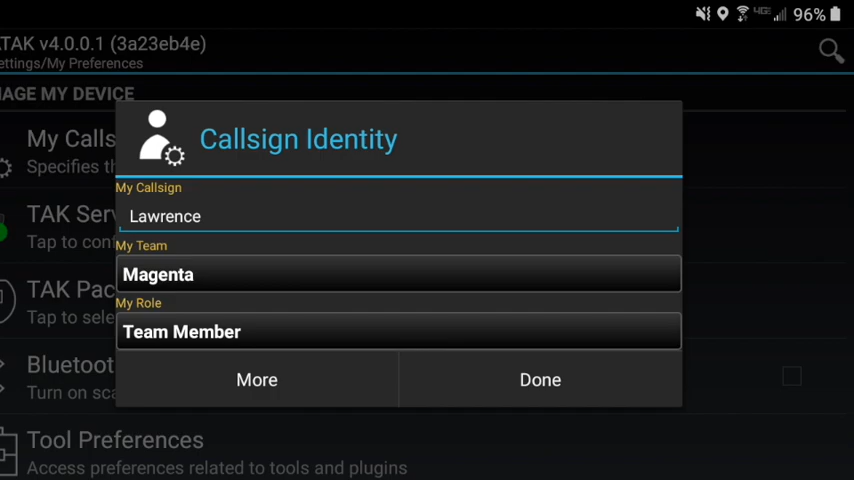 4GE 96%
TAK v4.0.0.1 (3a23eb4e)
ettings/My Preferences
AGE MY DEVICE
My Calls
Specifies th
Callsign Identity
My Callsign
Lawrence
TAK Serv
Tap to con
My Team
Magenta
TAK Pac
Tap to sele
My Role
Team Member
Bluetoot
Turn on sca
More Done
Tool Preferences
Access preferences related to tools and plugins